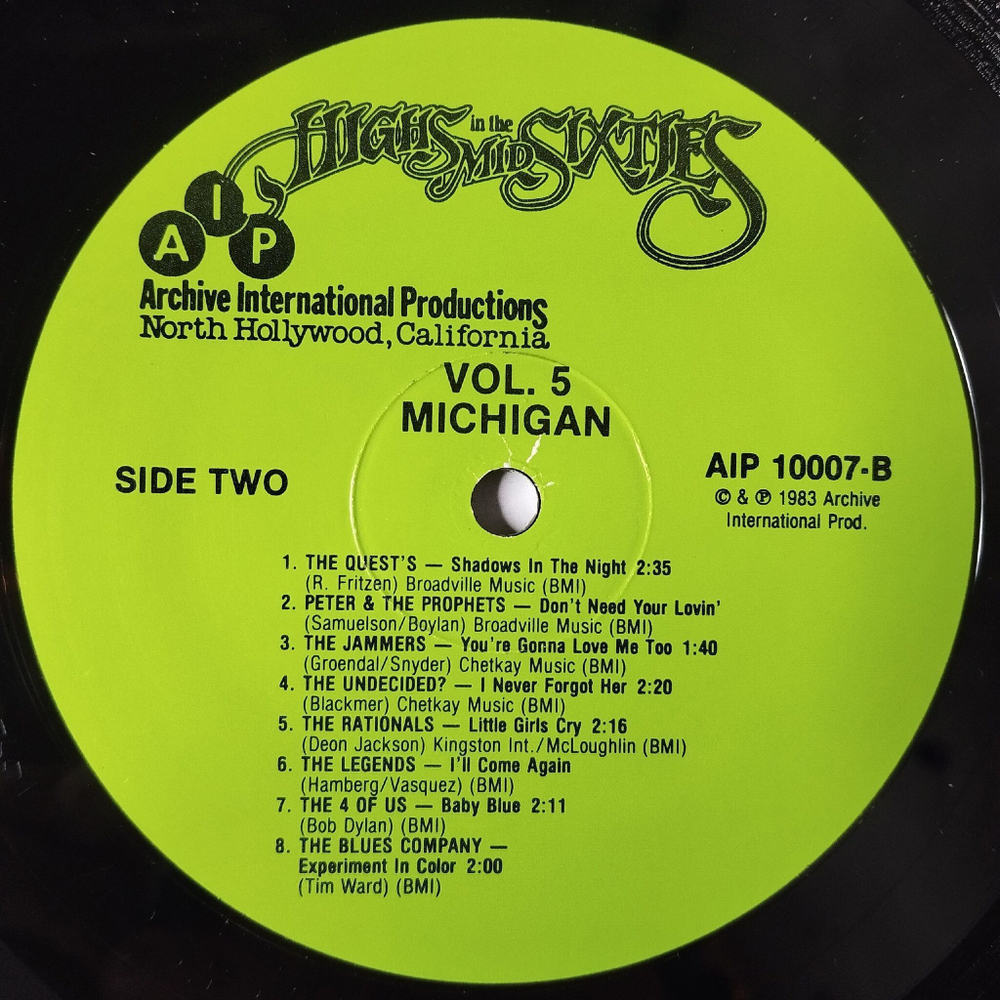 HIGHS in the MID SIXTIES
A I P
Archive International Productions
North Hollywood, California
VOL. 5
MICHIGAN
SIDE TWO
AIP 10007-B
© & ℗ 1983 Archive
International Prod.
1. THE QUEST'S — Shadows In The Night 2:35
(R. Fritzen) Broadville Music (BMI)
2. PETER & THE PROPHETS — Don't Need Your Lovin'
(Samuelson/Boylan) Broadville Music (BMI)
3. THE JAMMERS — You're Gonna Love Me Too 1:40
(Groendal/Snyder) Chetkay Music (BMI)
4. THE UNDECIDED? — I Never Forgot Her 2:20
(Blackmer) Chetkay Music (BMI)
5. THE RATIONALS — Little Girls Cry 2:16
(Deon Jackson) Kingston Int./McLoughlin (BMI)
6. THE LEGENDS — I'll Come Again
(Hamberg/Vasquez) (BMI)
7. THE 4 OF US — Baby Blue 2:11
(Bob Dylan) (BMI)
8. THE BLUES COMPANY —
Experiment In Color 2:00
(Tim Ward) (BMI)